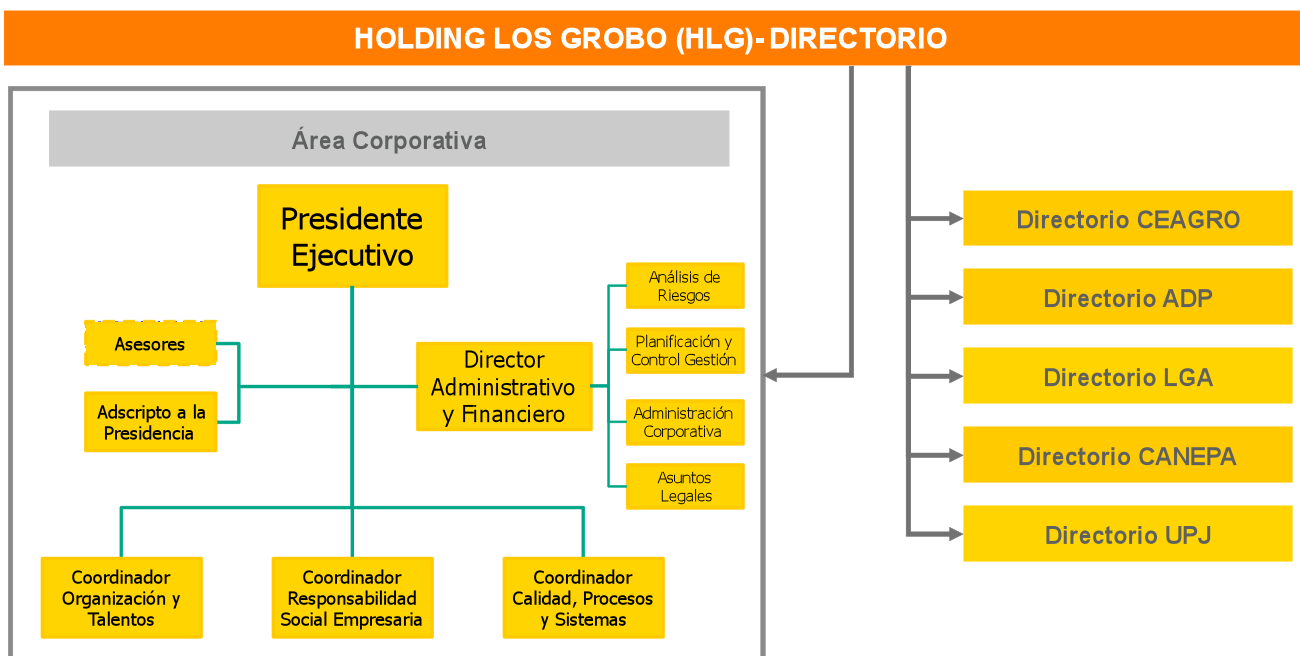 HOLDING LOS GROBO (HLG)- DIRECTORIO
Área Corporativa
Presidente
Ejecutivo
Asesores
Adscripto a la
Presidencia
Director
Administrativo
y Financiero
Análisis de
Riesgos
Planificación y
Control Gestión
Administración
Corporativa
Asuntos
Legales
Coordinador
Organización y
Talentos
Coordinador
Responsabilidad
Social Empresaria
Coordinador
Calidad, Procesos
y Sistemas
Directorio CEAGRO
Directorio ADP
Directorio LGA
Directorio CANEPA
Directorio UPJ